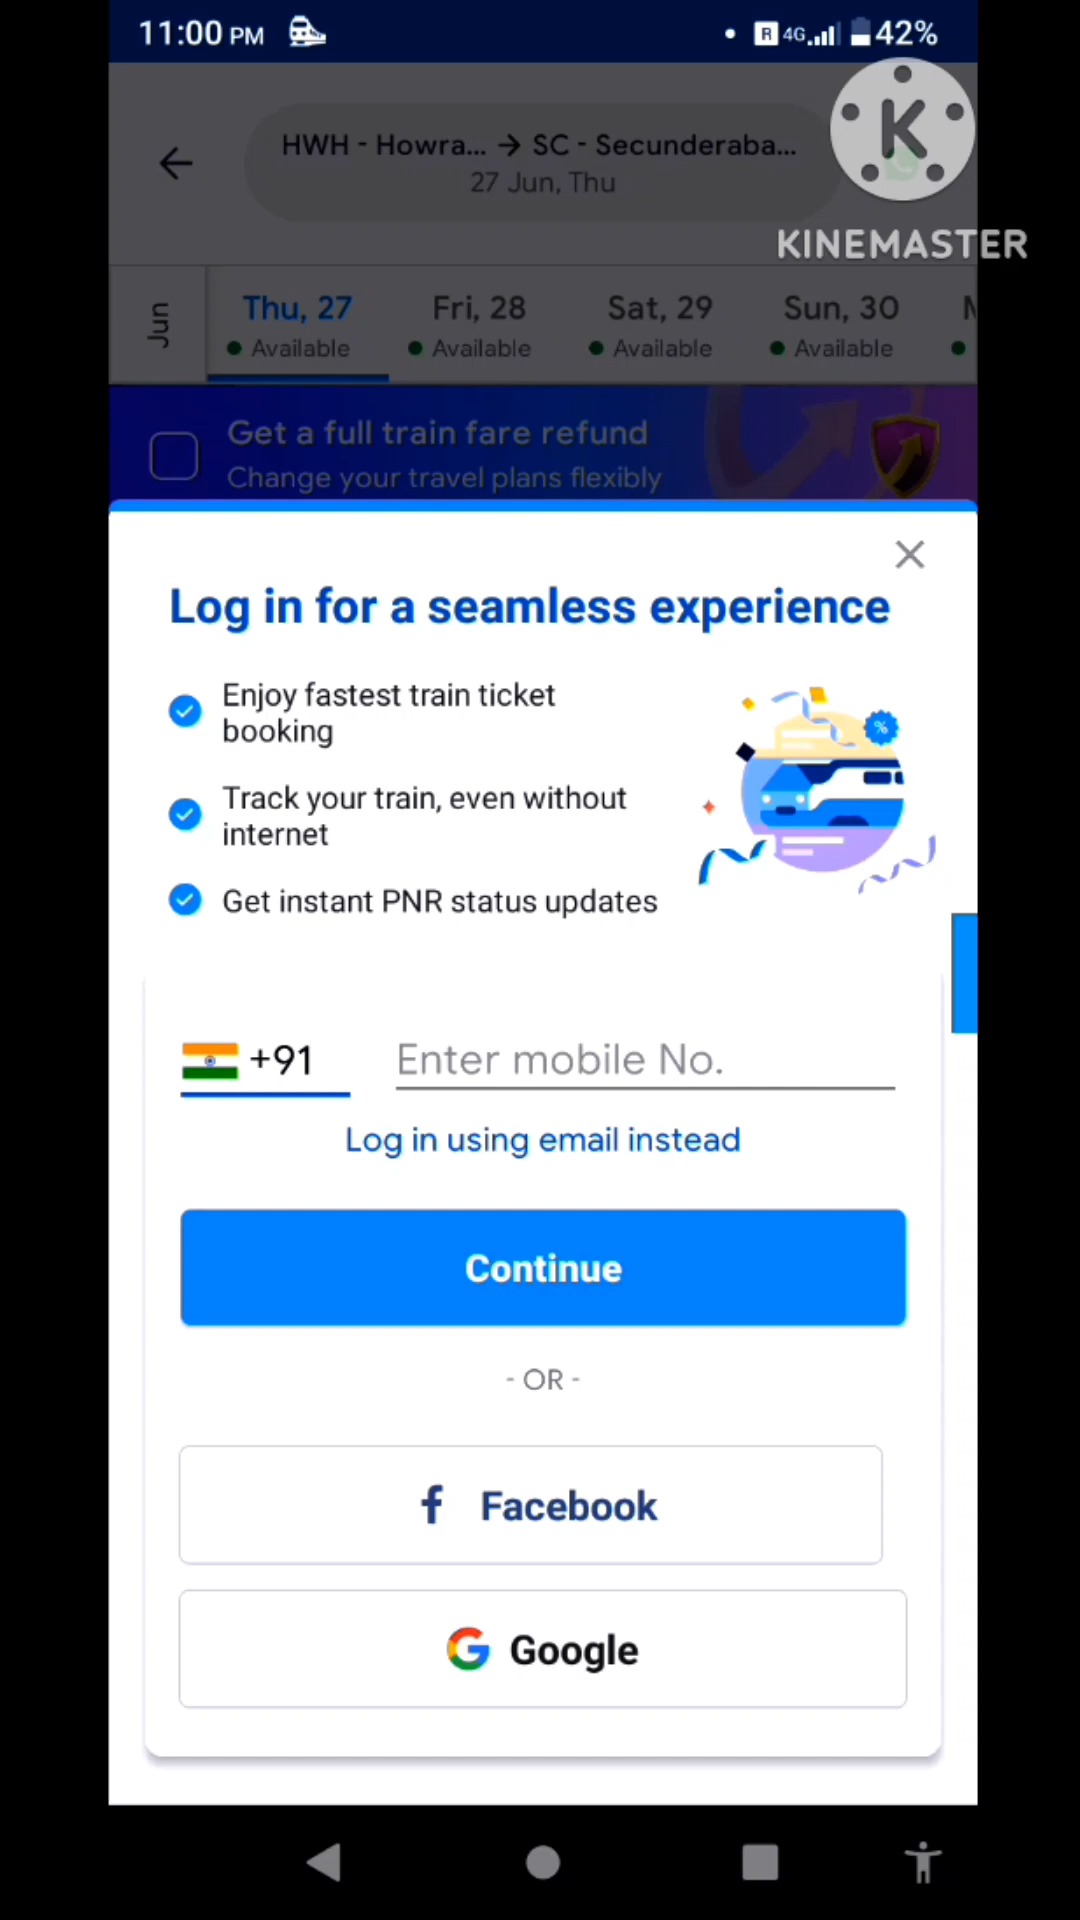 11:00 PM
R 4G 42%
HWH - Howra... → SC - Secunderaba...
27 Jun, Thu
K
KINEMASTER
Jun
Thu, 27
Fri, 28
Sat, 29
Sun, 30
Available
Available
Available
Available
Get a full train fare refund
Change your travel plans flexibly
Log in for a seamless experience
Enjoy fastest train ticket
booking
Track your train, even without
internet
Get instant PNR status updates
%
+91
Enter mobile No.
Log in using email instead
Continue
- OR -
f Facebook
G Google